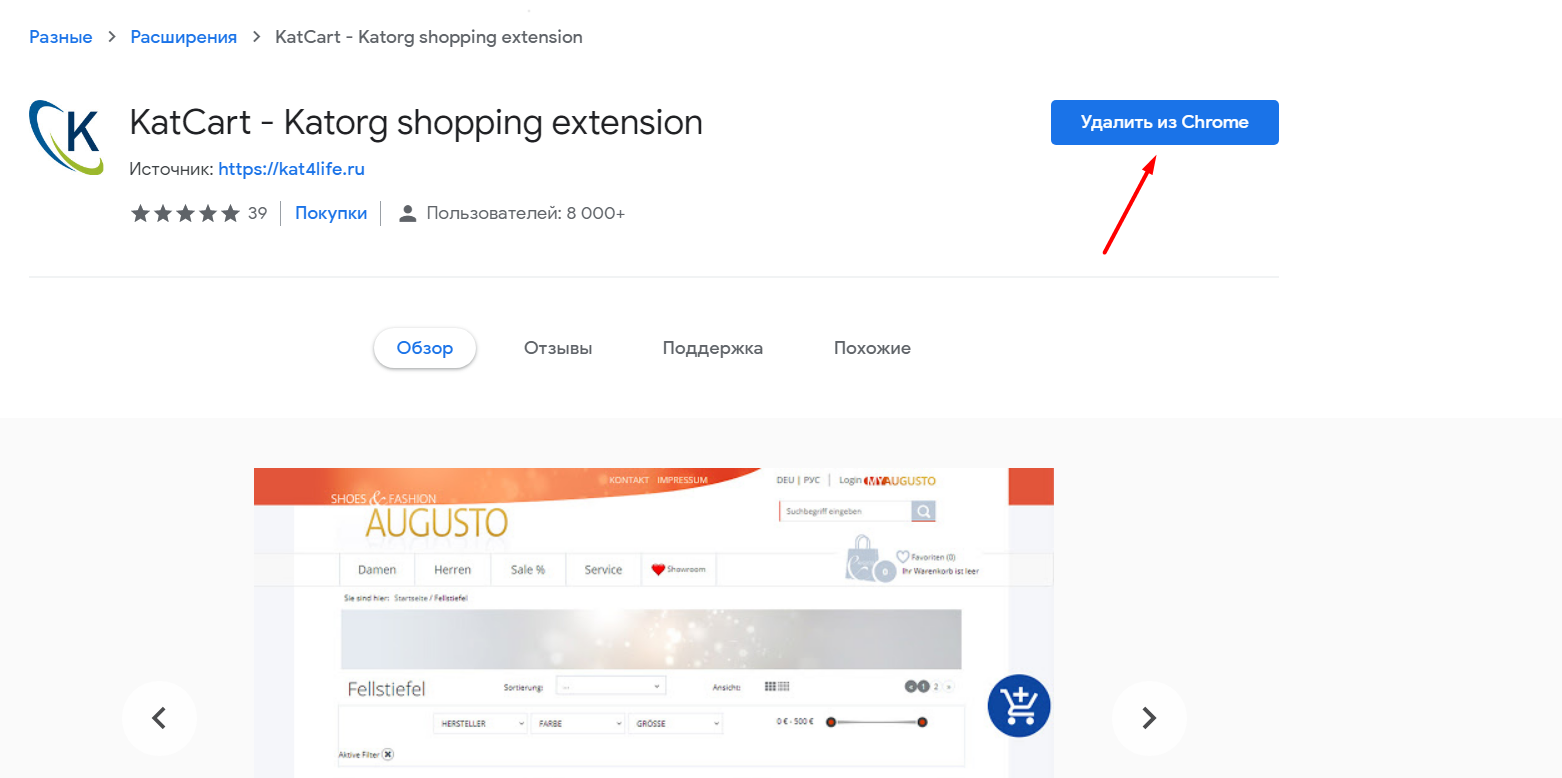 Разные > Расширения > KatCart - Katorg shopping extension
K
KatCart - Katorg shopping extension
Удалить из Chrome
Источник: https://kat4life.ru
39 Покупки Пользователей: 8 000+
Обзор Отзывы Поддержка Похожие
KONTAKT IMPRESSUM
DEU | РУС Login MYAUGUSTO
SHOES & FASHION
AUGUSTO
Suchbegriff eingeben
Favoriten (0)
0 Ihr Warenkorb ist leer
Damen Herren Sale % Service Showroom
Sie sind hier: Startseite / Fellstiefel
Fellstiefel Sortierung: ... Ansicht: « 1 2 »
HERSTELLER FARBE GRÖSSE 0 € - 500 €
Aktive Filter